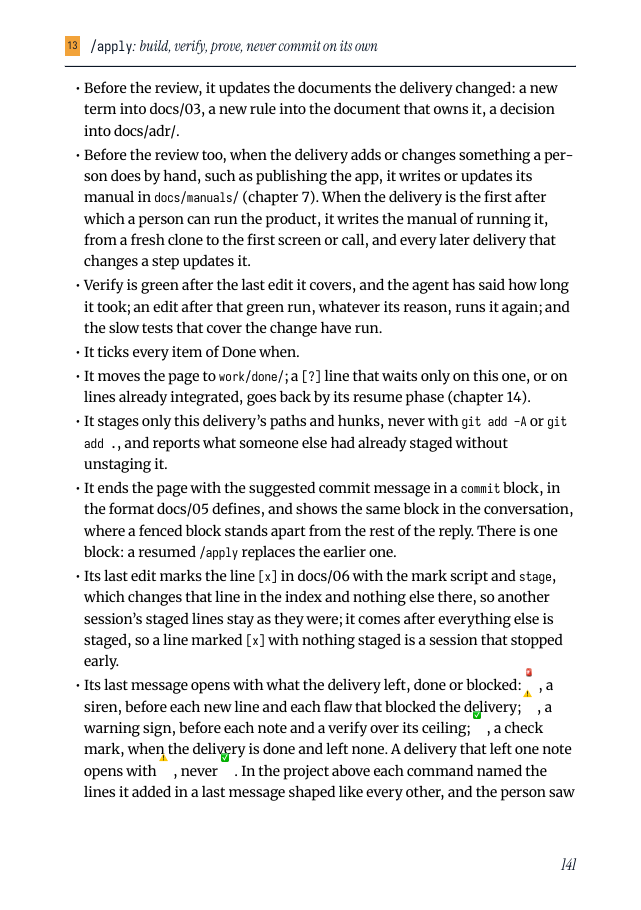 13 /apply: build, verify, prove, never commit on its own
• Before the review, it updates the documents the delivery changed: a new
term into docs/03, a new rule into the document that owns it, a decision
into docs/adr/.
• Before the review too, when the delivery adds or changes something a per-
son does by hand, such as publishing the app, it writes or updates its
manual in docs/manuals/ (chapter 7). When the delivery is the first after
which a person can run the product, it writes the manual of running it,
from a fresh clone to the first screen or call, and every later delivery that
changes a step updates it.
• Verify is green after the last edit it covers, and the agent has said how long
it took; an edit after that green run, whatever its reason, runs it again; and
the slow tests that cover the change have run.
• It ticks every item of Done when.
• It moves the page to work/done/; a [?] line that waits only on this one, or on
lines already integrated, goes back by its resume phase (chapter 14).
• It stages only this delivery’s paths and hunks, never with git add -A or git
add ., and reports what someone else had already staged without
unstaging it.
• It ends the page with the suggested commit message in a commit block, in
the format docs/05 defines, and shows the same block in the conversation,
where a fenced block stands apart from the rest of the reply. There is one
block: a resumed /apply replaces the earlier one.
• Its last edit marks the line [x] in docs/06 with the mark script and stage,
which changes that line in the index and nothing else there, so another
session’s staged lines stay as they were; it comes after everything else is
staged, so a line marked [x] with nothing staged is a session that stopped
early.
• Its last message opens with what the delivery left, done or blocked: 🚨, a
siren, before each new line and each flaw that blocked the delivery; ⚠️, a
warning sign, before each note and a verify over its ceiling; ✅, a check
mark, when the delivery is done and left none. A delivery that left one note
opens with ⚠️, never ✅. In the project above each command named the
lines it added in a last message shaped like every other, and the person saw
141